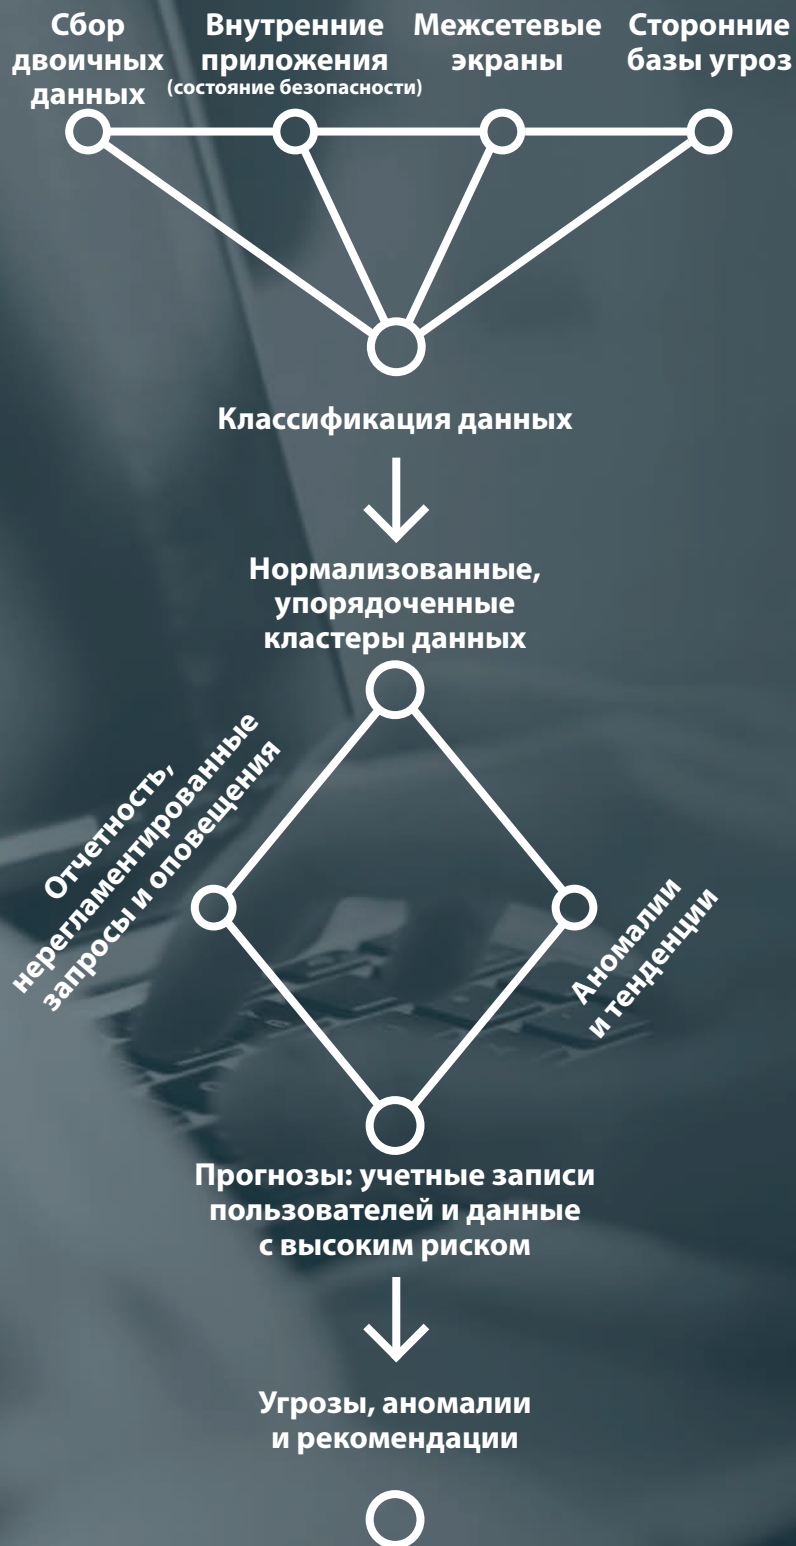 Сбор
двоичных
данных
Внутренние
приложения
(состояние безопасности)
Межсетевые
экраны
Сторонние
базы угроз
Классификация данных
Нормализованные,
упорядоченные
кластеры данных
Отчетность,
нерегламентированные
запросы и оповещения
Аномалии
и тенденции
Прогнозы: учетные записи
пользователей и данные
с высоким риском
Угрозы, аномалии
и рекомендации